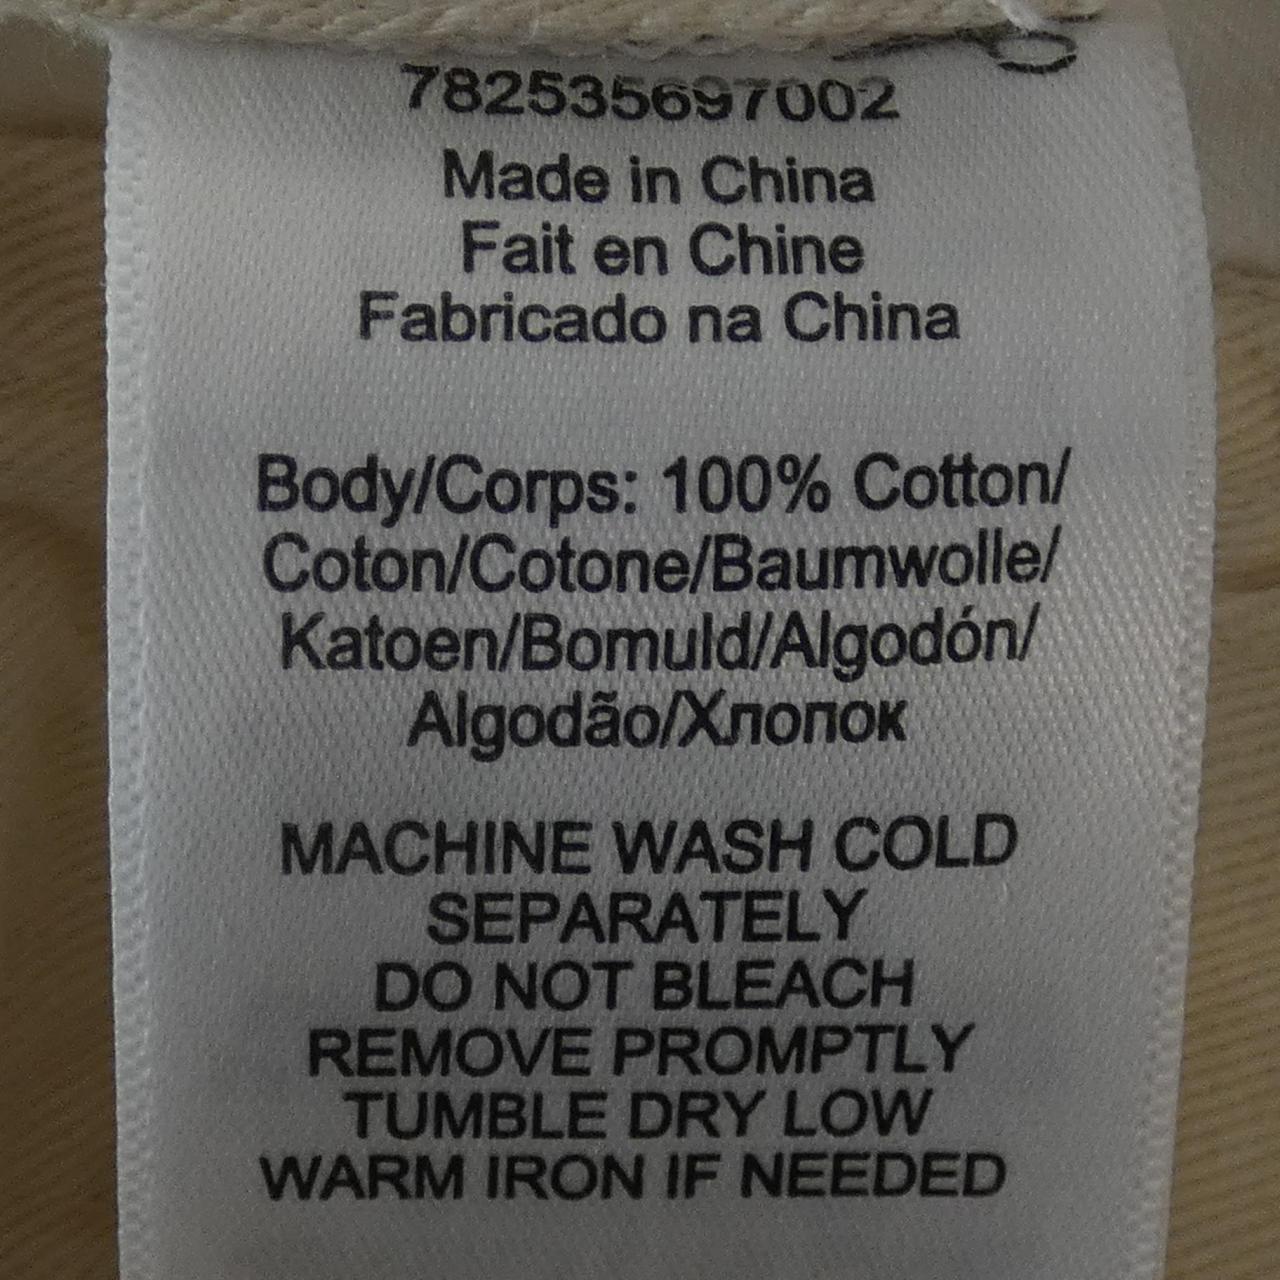 782535697002
Made in China
Fait en Chine
Fabricado na China
Body/Corps: 100% Cotton/
Coton/Cotone/Baumwolle/
Katoen/Bomuld/Algodón/
Algodão/Хлопок
MACHINE WASH COLD
SEPARATELY
DO NOT BLEACH
REMOVE PROMPTLY
TUMBLE DRY LOW
WARM IRON IF NEEDED